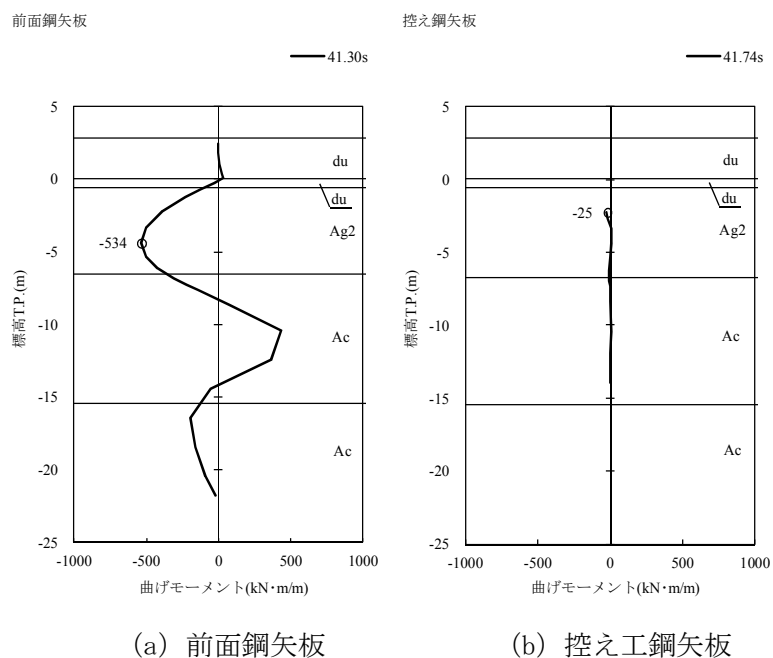 前面鋼矢板
41.30s
5
0
-5
-10
-15
-20
-25
標高T.P.(m)
du
du
Ag2
Ac
Ac
-534
-1000 -500 0 500 1000
曲げモーメント(kN・m/m)
(a) 前面鋼矢板
控え鋼矢板
41.74s
5
0
-5
-10
-15
-20
-25
標高T.P.(m)
du
du
Ag2
Ac
Ac
-25
-1000 -500 0 500 1000
曲げモーメント(kN・m/m)
(b) 控え工鋼矢板